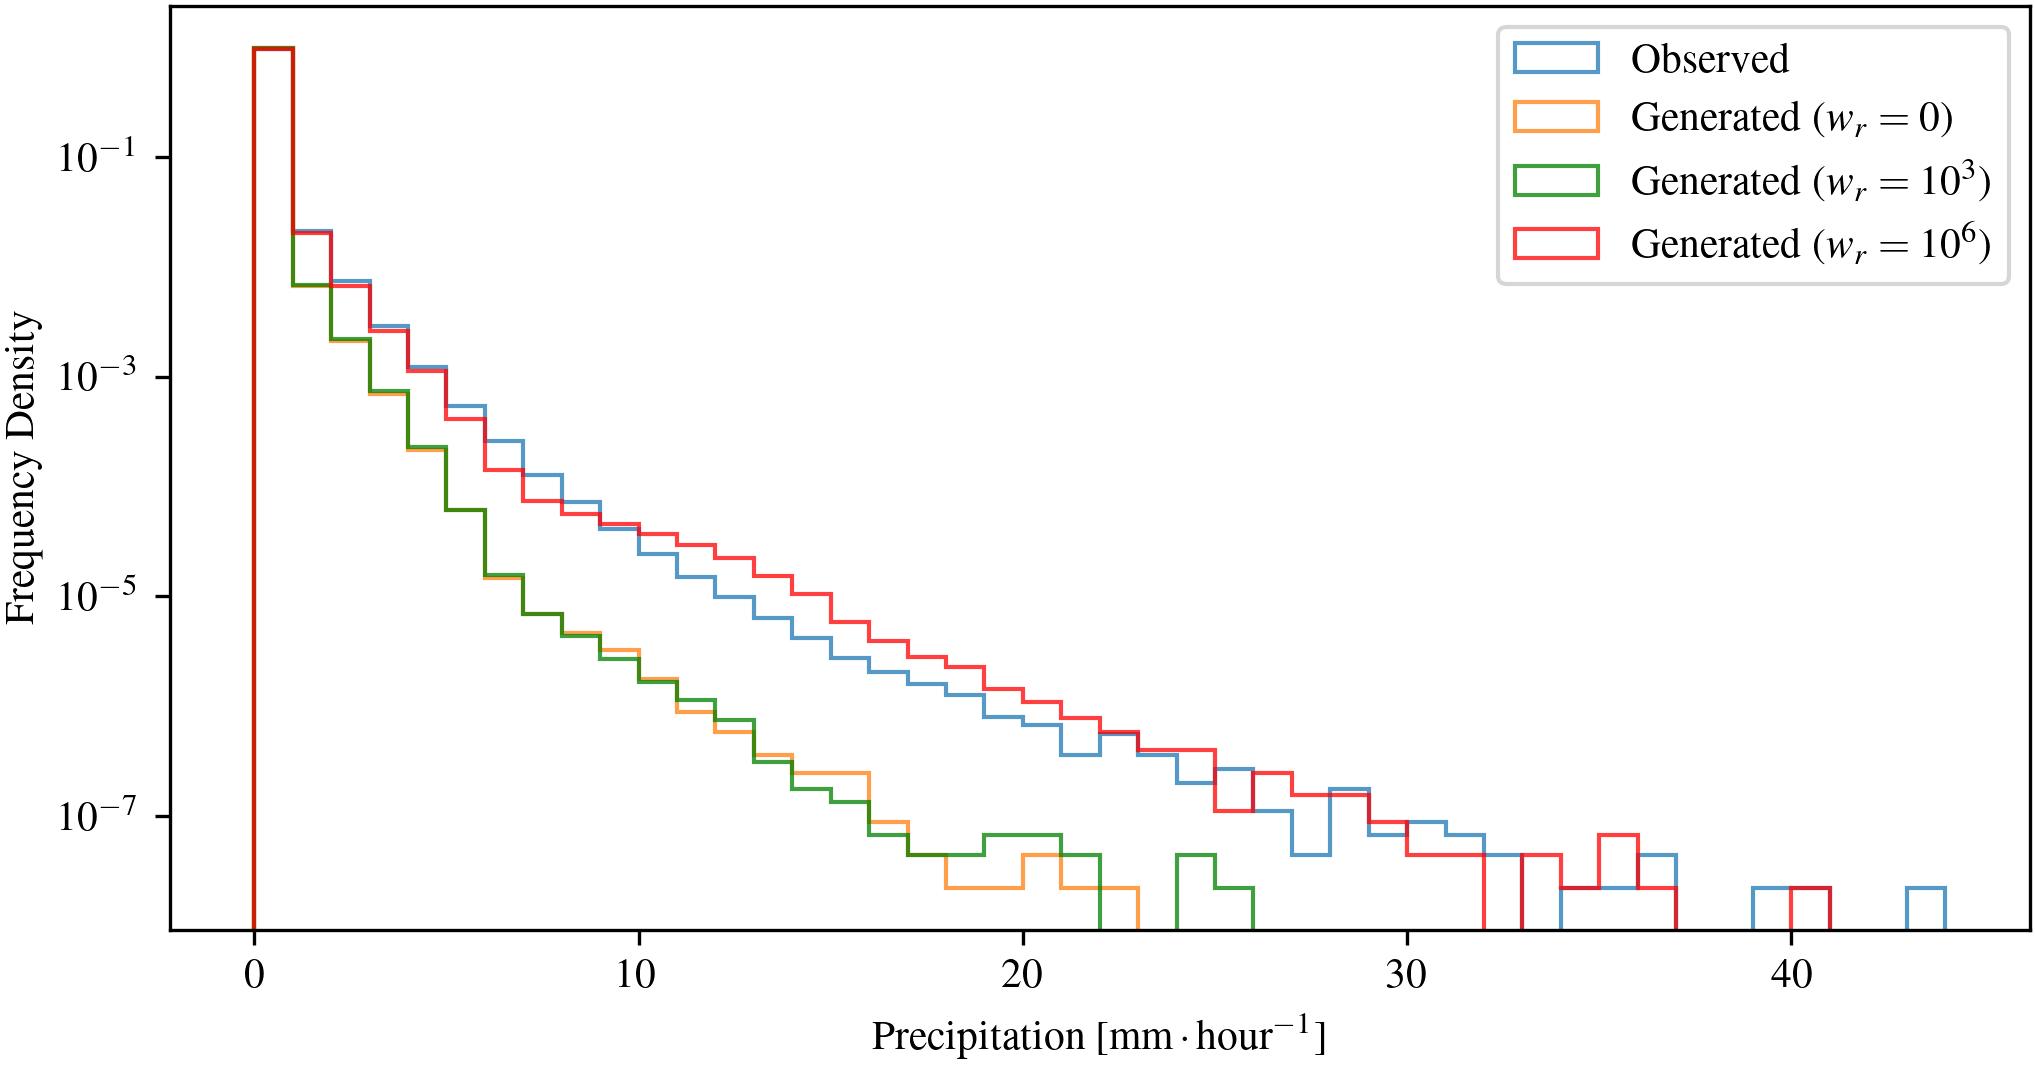 Observed
Generated ($w_r = 0$)
Generated ($w_r = 10^3$)
Generated ($w_r = 10^6$)
Frequency Density
10⁻¹
10⁻³
10⁻⁵
10⁻⁷
0 10 20 30 40
Precipitation [mm · hour⁻¹]